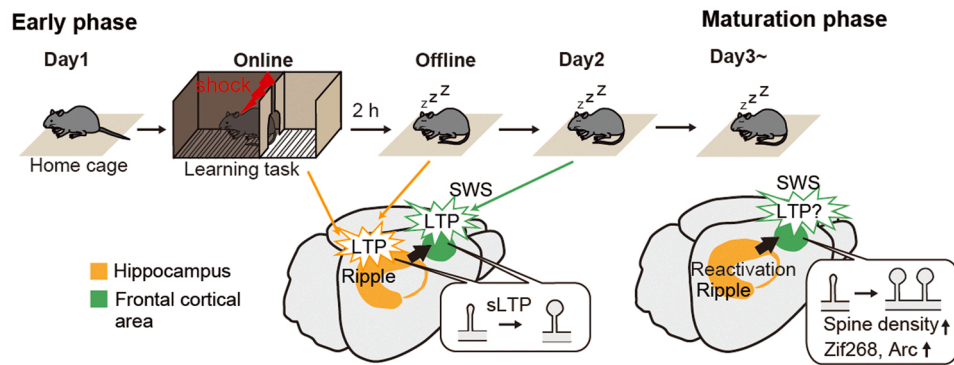 Early phase
Maturation phase
Day1
Online
Offline
Day2
Day3~
shock
z z z z
z z z z
z z z z
2 h
Home cage
Learning task
SWS
LTP
LTP
Ripple
sLTP
Hippocampus
Frontal cortical
area
SWS
LTP?
Reactivation
Ripple
Spine density
Zif268, Arc